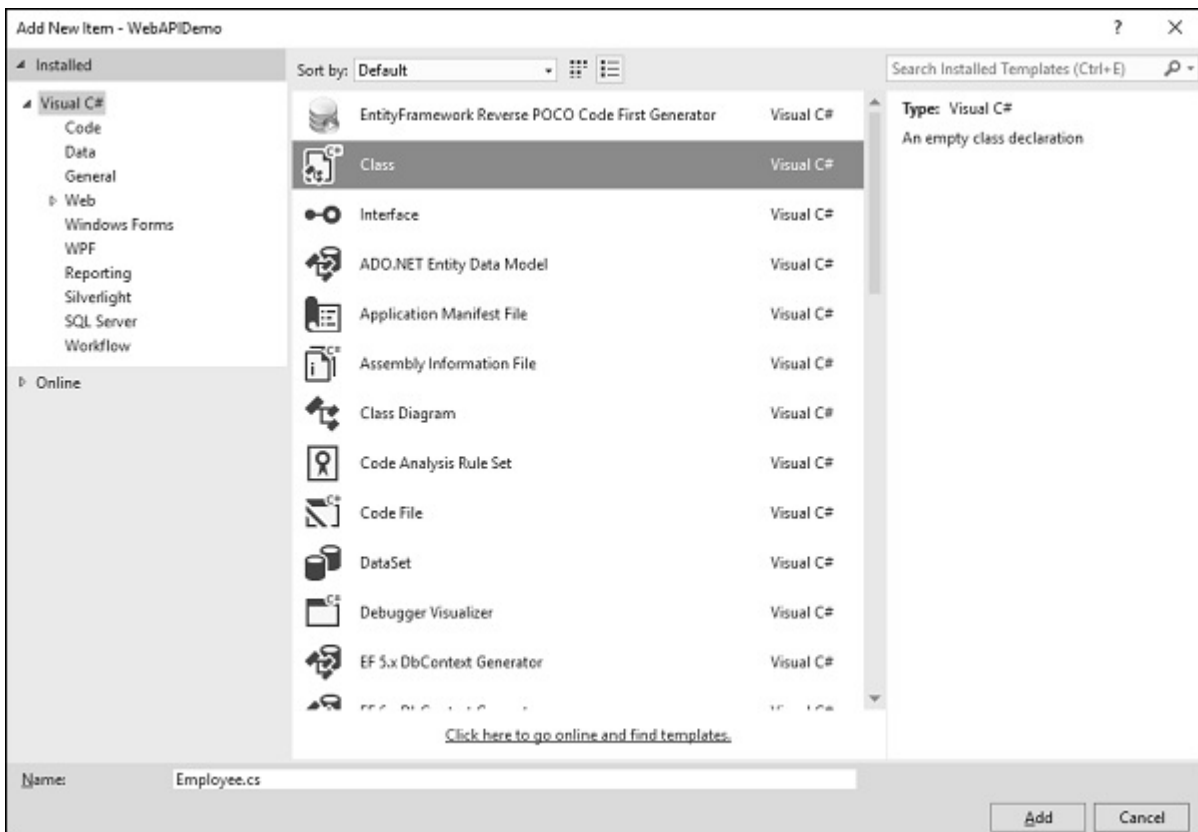 Add New Item - WebAPIDemo
?
Installed
Visual C#
Code
Data
General
Web
Windows Forms
WPF
Reporting
Silverlight
SQL Server
Workflow
Online
Sort by: Default
EntityFramework Reverse POCO Code First Generator Visual C#
Class Visual C#
Interface Visual C#
ADO.NET Entity Data Model Visual C#
Application Manifest File Visual C#
Assembly Information File Visual C#
Class Diagram Visual C#
Code Analysis Rule Set Visual C#
Code File Visual C#
DataSet Visual C#
Debugger Visualizer Visual C#
EF 5.x DbContext Generator Visual C#
Click here to go online and find templates.
Search Installed Templates (Ctrl+E)
Type: Visual C#
An empty class declaration
Name: Employee.cs
Add Cancel